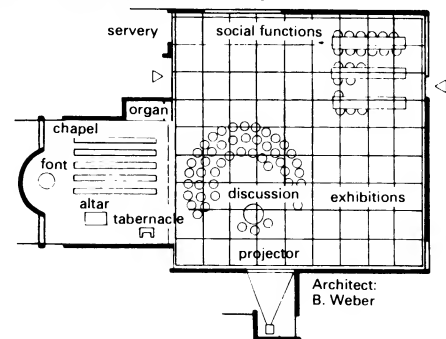 servery
social functions
organ
chapel
font
altar
tabernacle
discussion
exhibitions
projector
Architect:
B. Weber